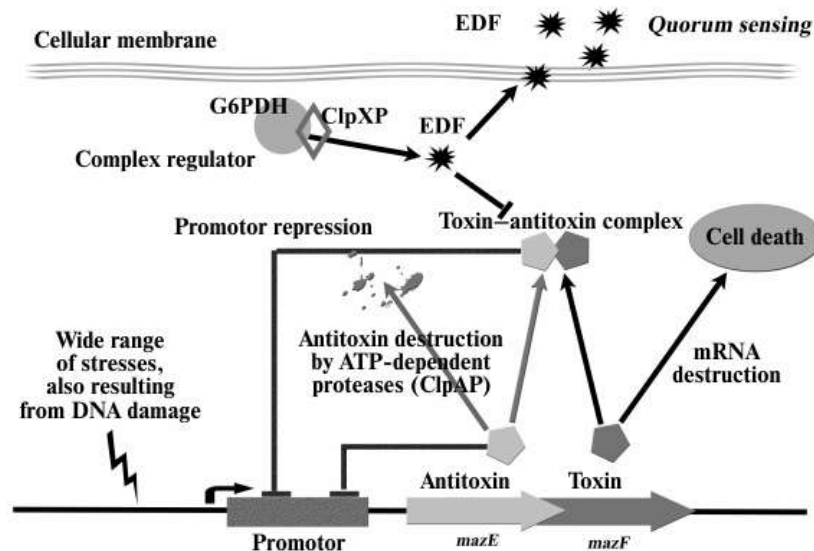 EDF
Quorum sensing
Cellular membrane
G6PDH
ClpXP
EDF
Complex regulator
Toxin–antitoxin complex
Promotor repression
Cell death
Wide range
of stresses,
also resulting
from DNA damage
Antitoxin destruction
by ATP-dependent
proteases (ClpAP)
mRNA
destruction
Antitoxin
Toxin
Promotor
mazE
mazF